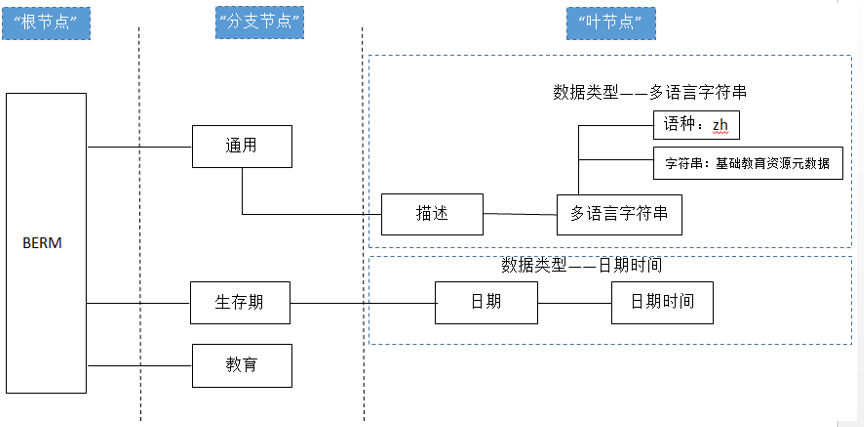 “根节点”
“分支节点”
“叶节点”
数据类型——多语言字符串
语种：zh
通用
字符串：基础教育资源元数据
描述
多语言字符串
BERM
数据类型——日期时间
生存期
日期
日期时间
教育